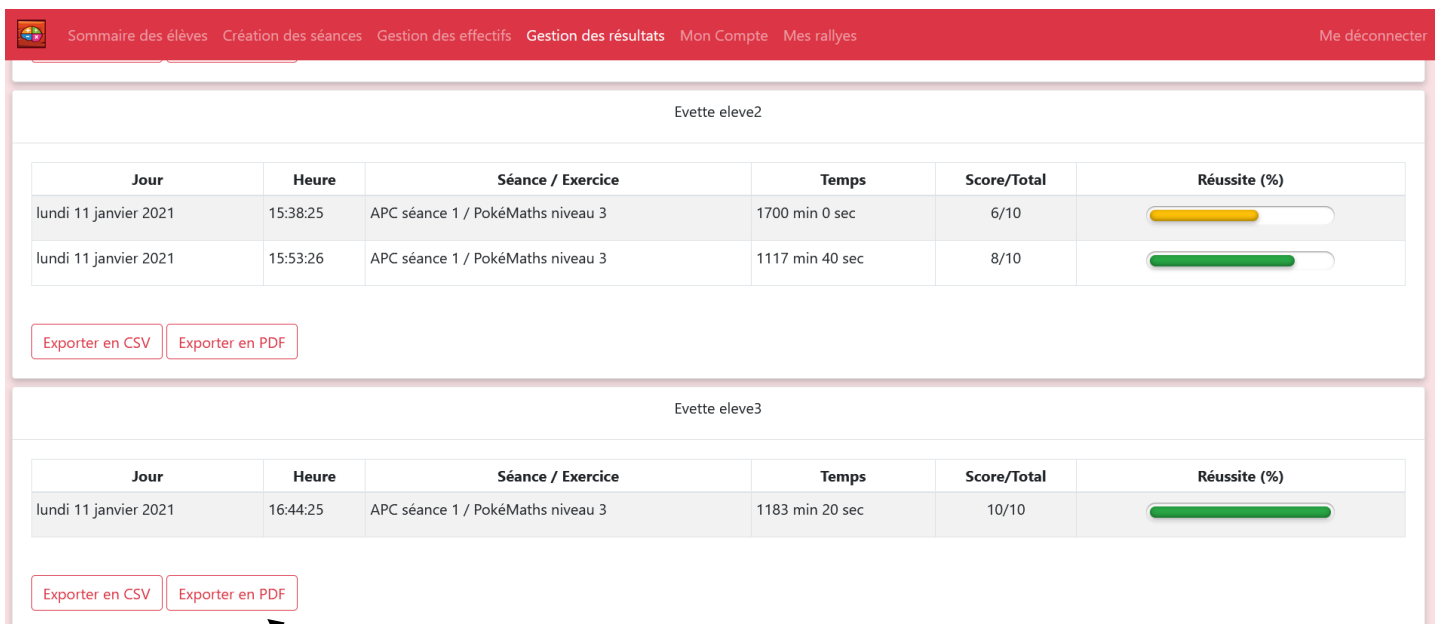 Sommaire des élèves Création des séances Gestion des effectifs Gestion des résultats Mon Compte Mes rallyes Me déconnecter
Evette eleve2
Jour Heure Séance / Exercice Temps Score/Total Réussite (%)
lundi 11 janvier 2021 15:38:25 APC séance 1 / PokéMaths niveau 3 1700 min 0 sec 6/10
lundi 11 janvier 2021 15:53:26 APC séance 1 / PokéMaths niveau 3 1117 min 40 sec 8/10
Exporter en CSV Exporter en PDF
Evette eleve3
Jour Heure Séance / Exercice Temps Score/Total Réussite (%)
lundi 11 janvier 2021 16:44:25 APC séance 1 / PokéMaths niveau 3 1183 min 20 sec 10/10
Exporter en CSV Exporter en PDF